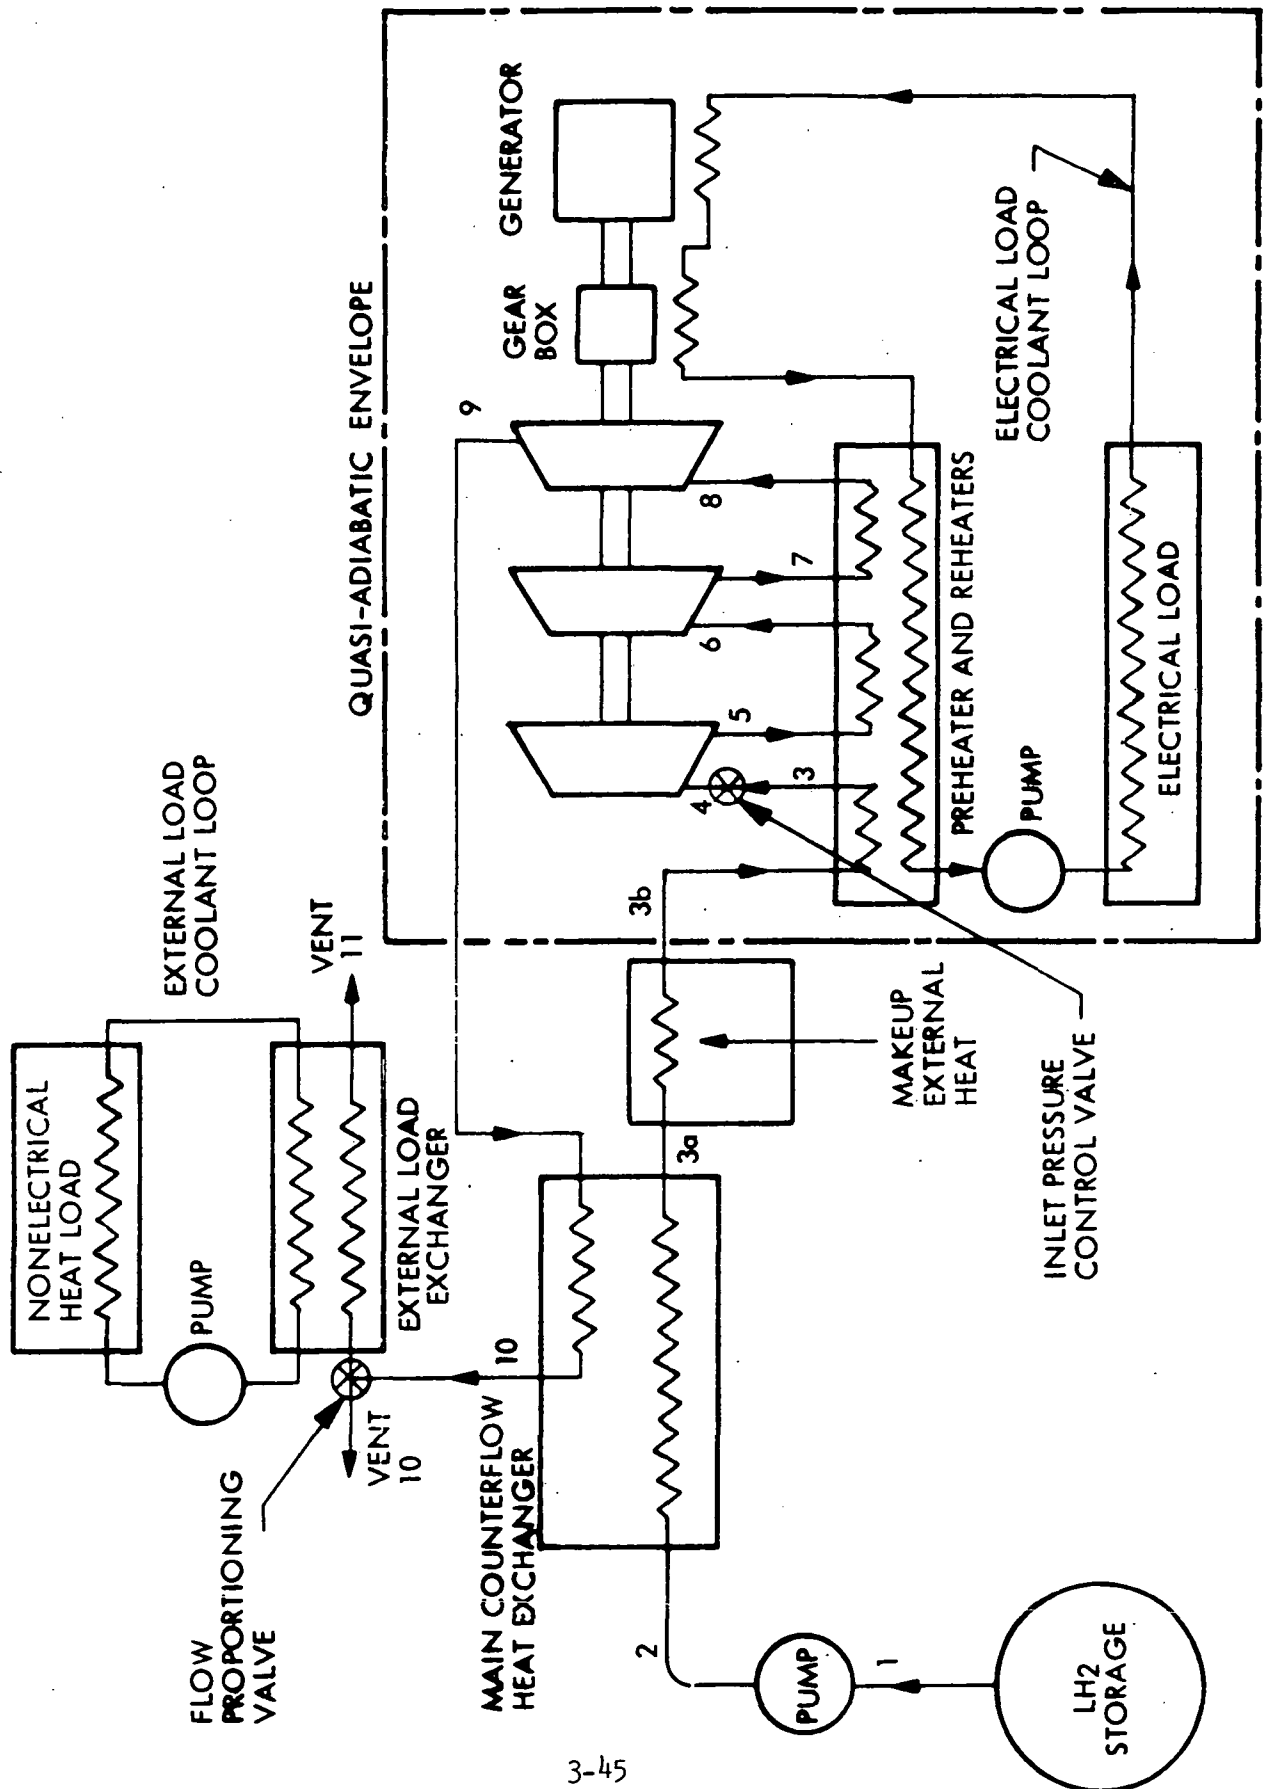 QUASI-ADIABATIC ENVELOPE
GENERATOR
GEAR
BOX
9
8
7
6
5
4
3
3b
PREHEATER AND REHEATERS
PUMP
ELECTRICAL LOAD
ELECTRICAL LOAD
COOLANT LOOP
EXTERNAL LOAD
COOLANT LOOP
VENT
11
NONELECTRICAL
HEAT LOAD
PUMP
EXTERNAL LOAD
EXCHANGER
VENT
10
FLOW
PROPORTIONING
VALVE
10
MAIN COUNTERFLOW
HEAT EXCHANGER
3a
MAKEUP
EXTERNAL
HEAT
INLET PRESSURE
CONTROL VALVE
2
PUMP
1
LH2
STORAGE
3-45